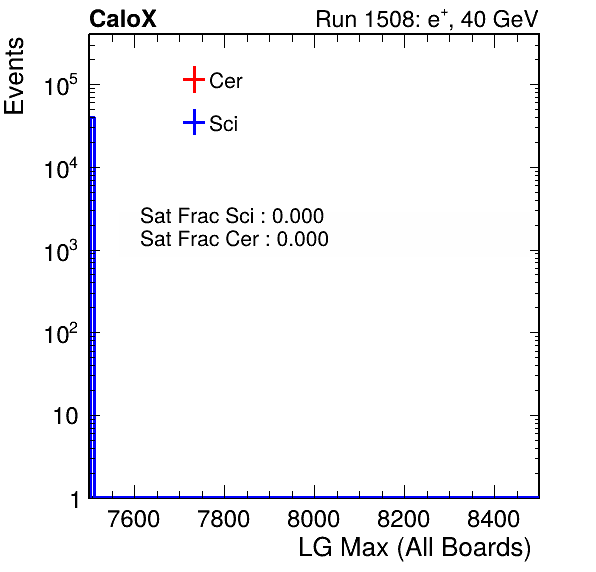 CaloX Run 1508: e⁺, 40 GeV
Events
Cer
Sci
Sat Frac Sci : 0.000
Sat Frac Cer : 0.000
10⁵
10⁴
10³
10²
10
1
7600 7800 8000 8200 8400
LG Max (All Boards)